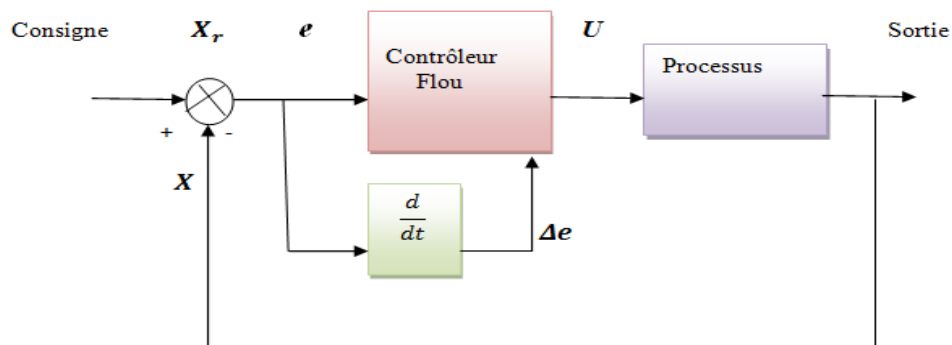 Consigne
X_r
e
Contrôleur
Flou
U
Processus
Sortie
+
-
X
d
dt
Δe